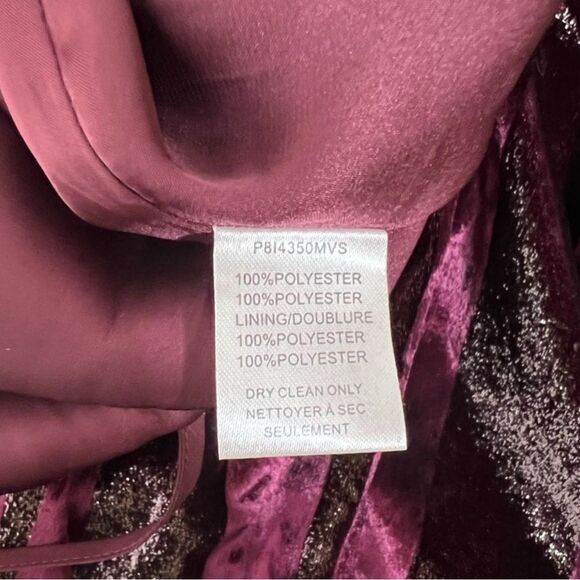 P8I4350MVS
100%POLYESTER
100%POLYESTER
LINING/DOUBLURE
100%POLYESTER
100%POLYESTER
DRY CLEAN ONLY
NETTOYER À SEC
SEULEMENT